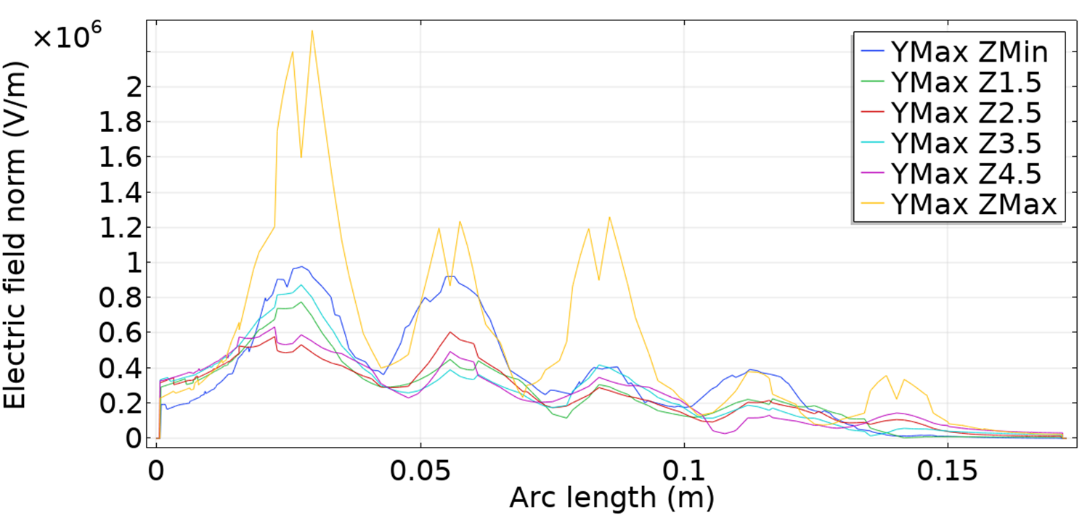 ×10⁶
Electric field norm (V/m)
2
1.8
1.6
1.4
1.2
1
0.8
0.6
0.4
0.2
0
YMax ZMin
YMax Z1.5
YMax Z2.5
YMax Z3.5
YMax Z4.5
YMax ZMax
0 0.05 0.1 0.15
Arc length (m)